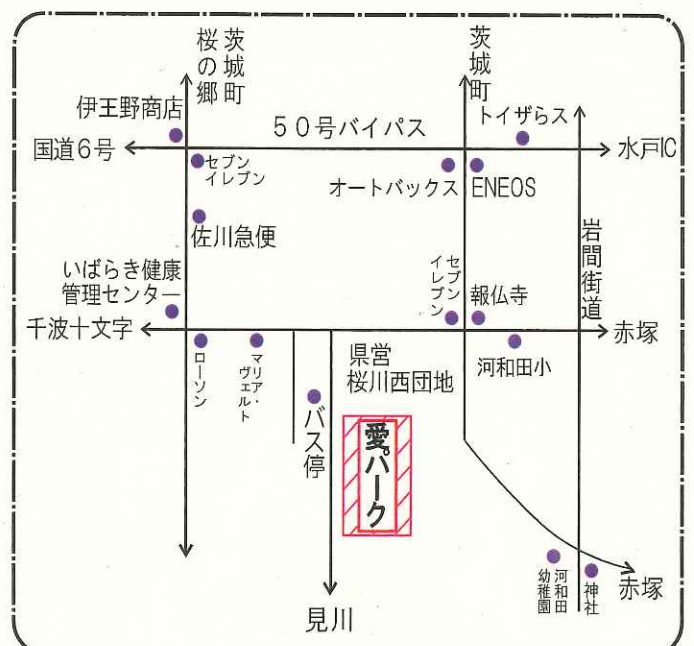 茨城町
桜の郷
茨城町
伊王野商店
50号バイパス
トイザらス
国道6号
水戸IC
セブン
イレブン
オートバックス
ENEOS
佐川急便
岩間街道
いばらき健康
管理センター
セブン
イレブン
報仏寺
千波十文字
赤塚
ローソン
マリア・
ヴェルト
県営
桜川西団地
河和田小
バス停
愛パーク
河和田
幼稚園
神社
赤塚
見川